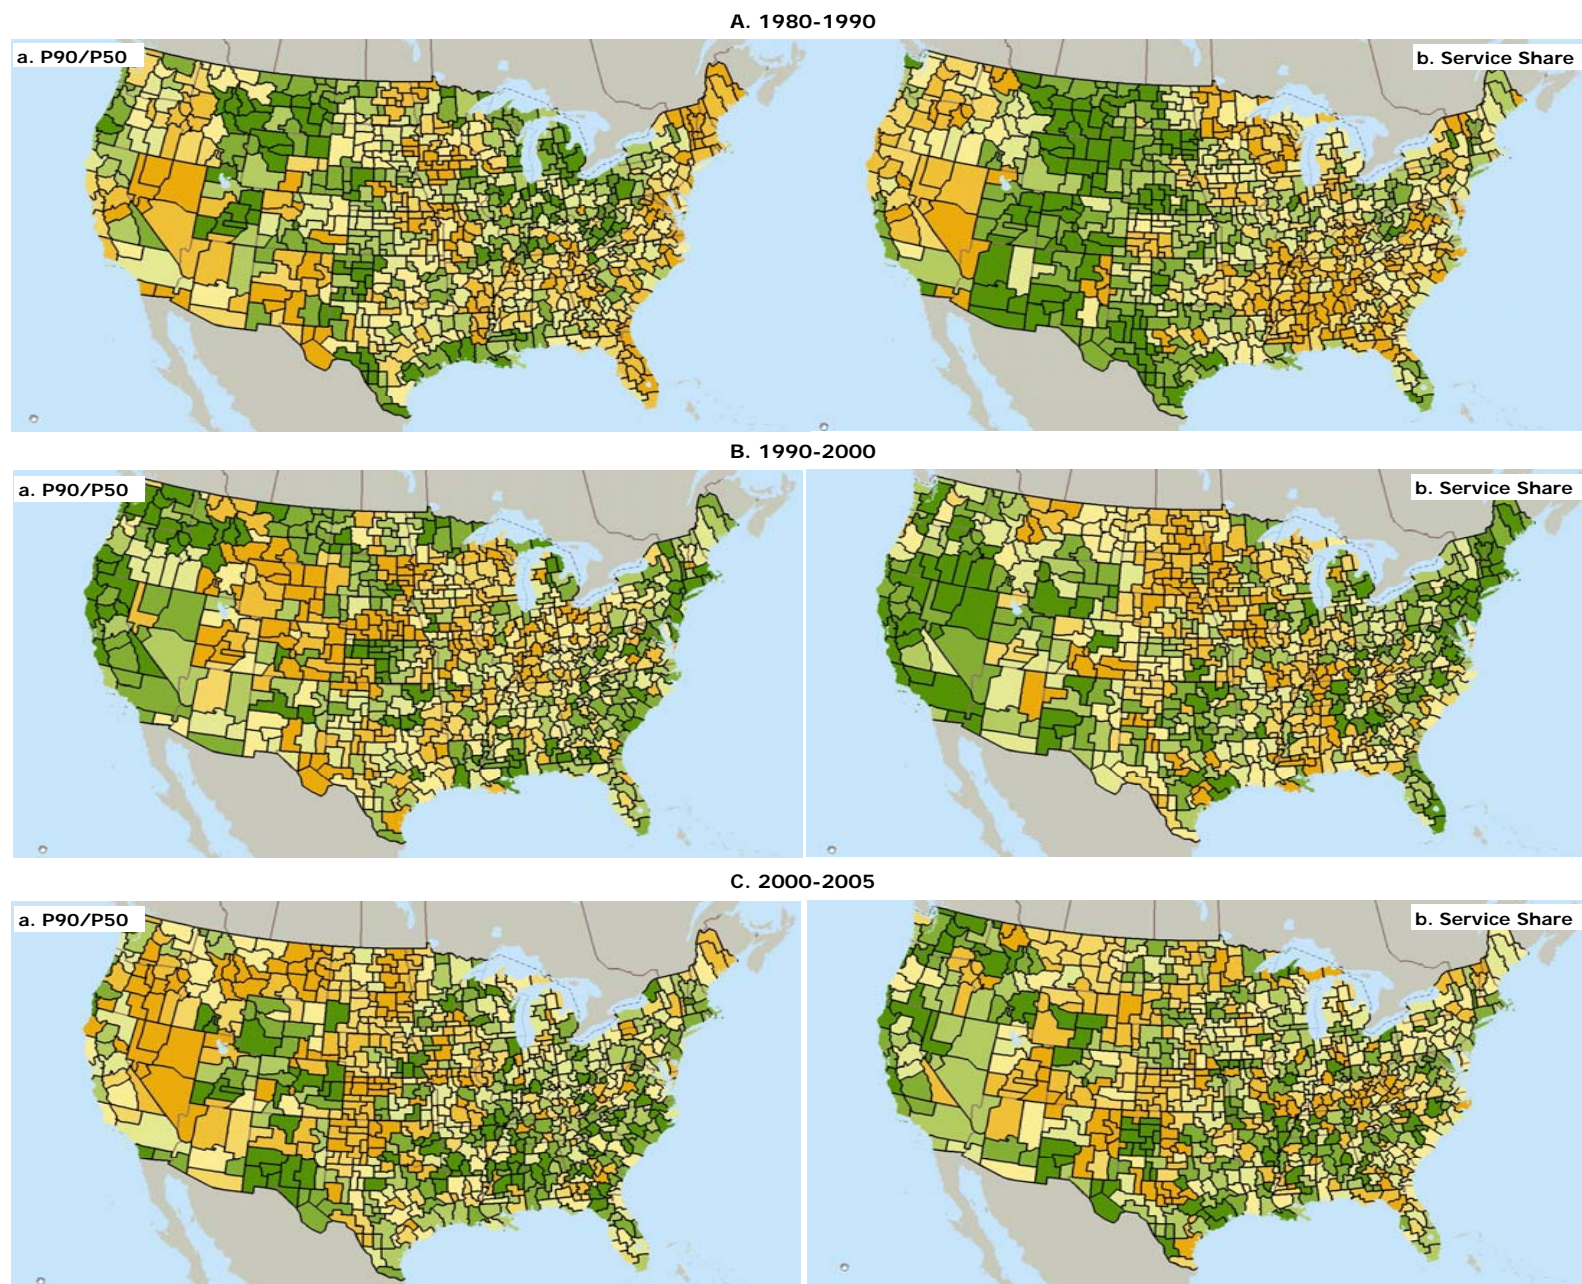 A. 1980-1990
a. P90/P50
b. Service Share
B. 1990-2000
a. P90/P50
b. Service Share
C. 2000-2005
a. P90/P50
b. Service Share